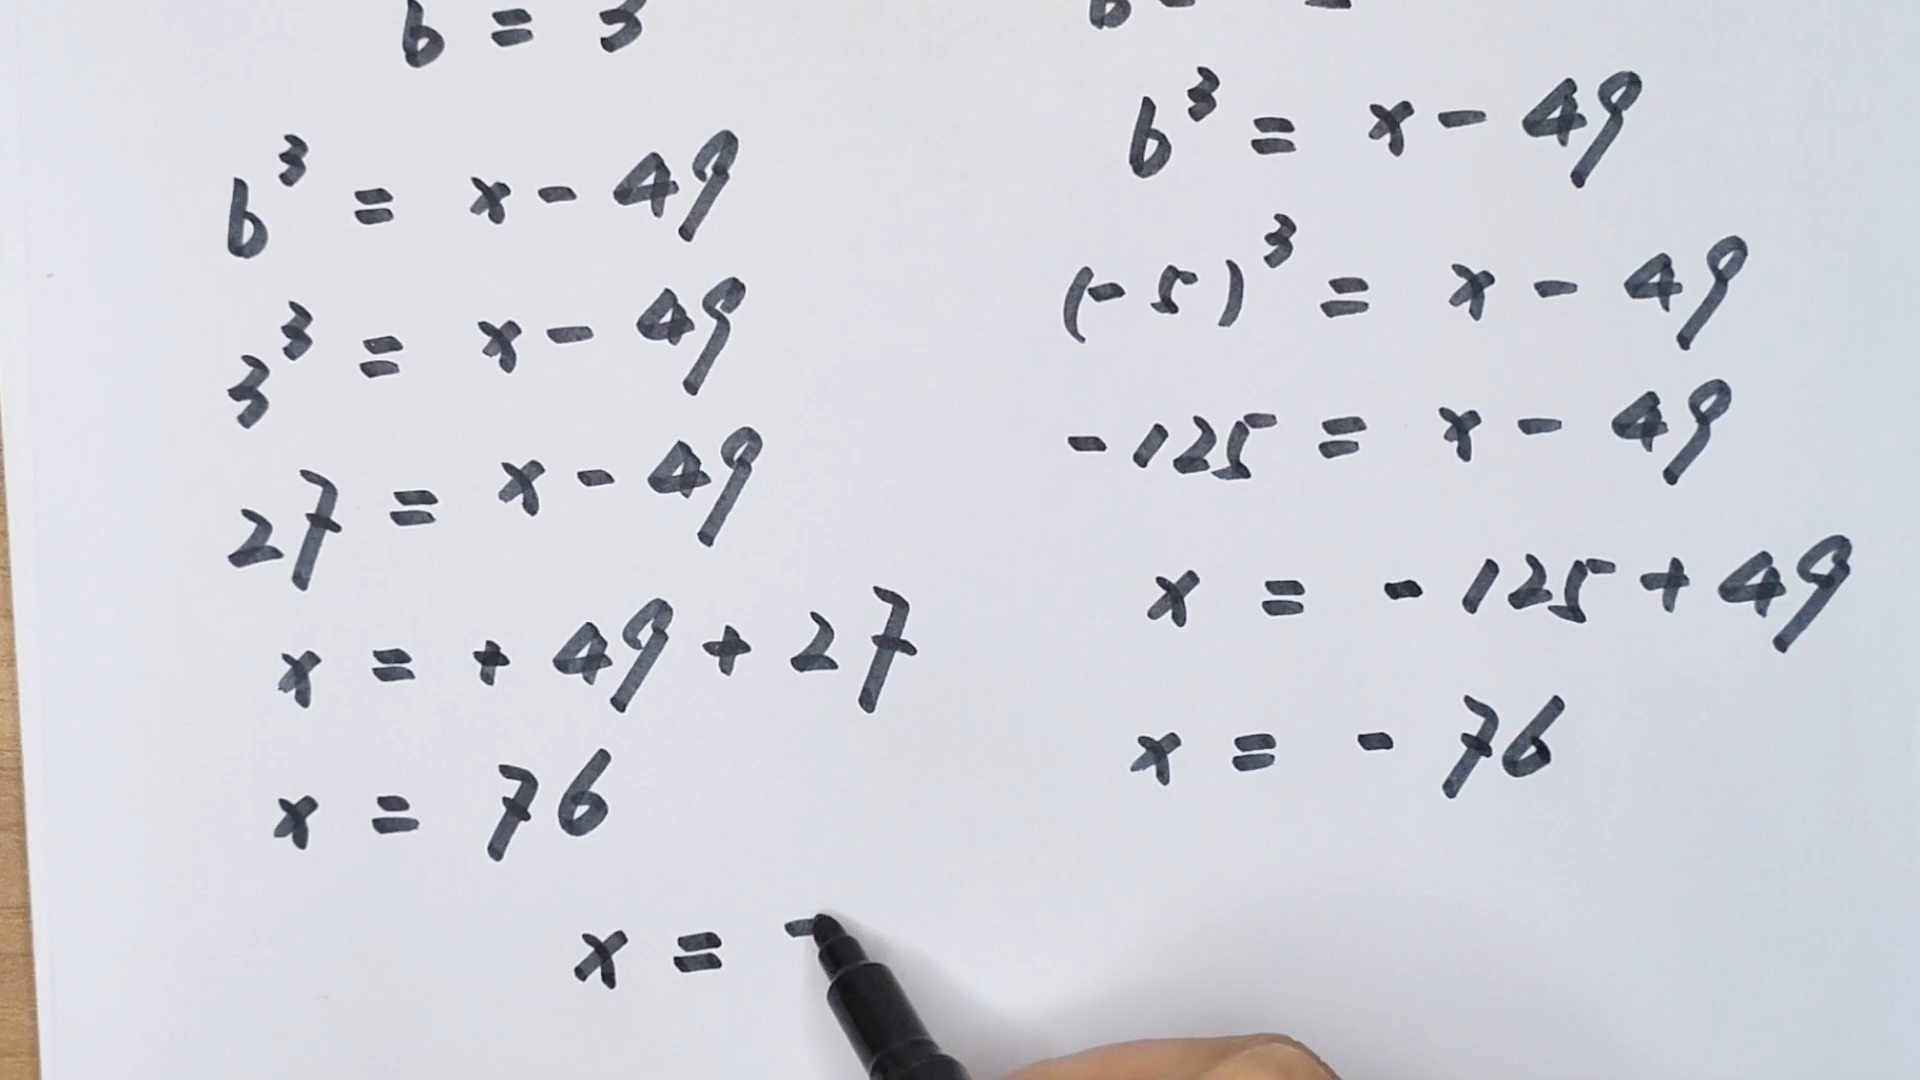 b = 3
b³ = x - 49
3³ = x - 49
27 = x - 49
x = + 49 + 27
x = 76
b³ = x - 49
(-5)³ = x - 49
-125 = x - 49
x = - 125 + 49
x = - 76
x = -